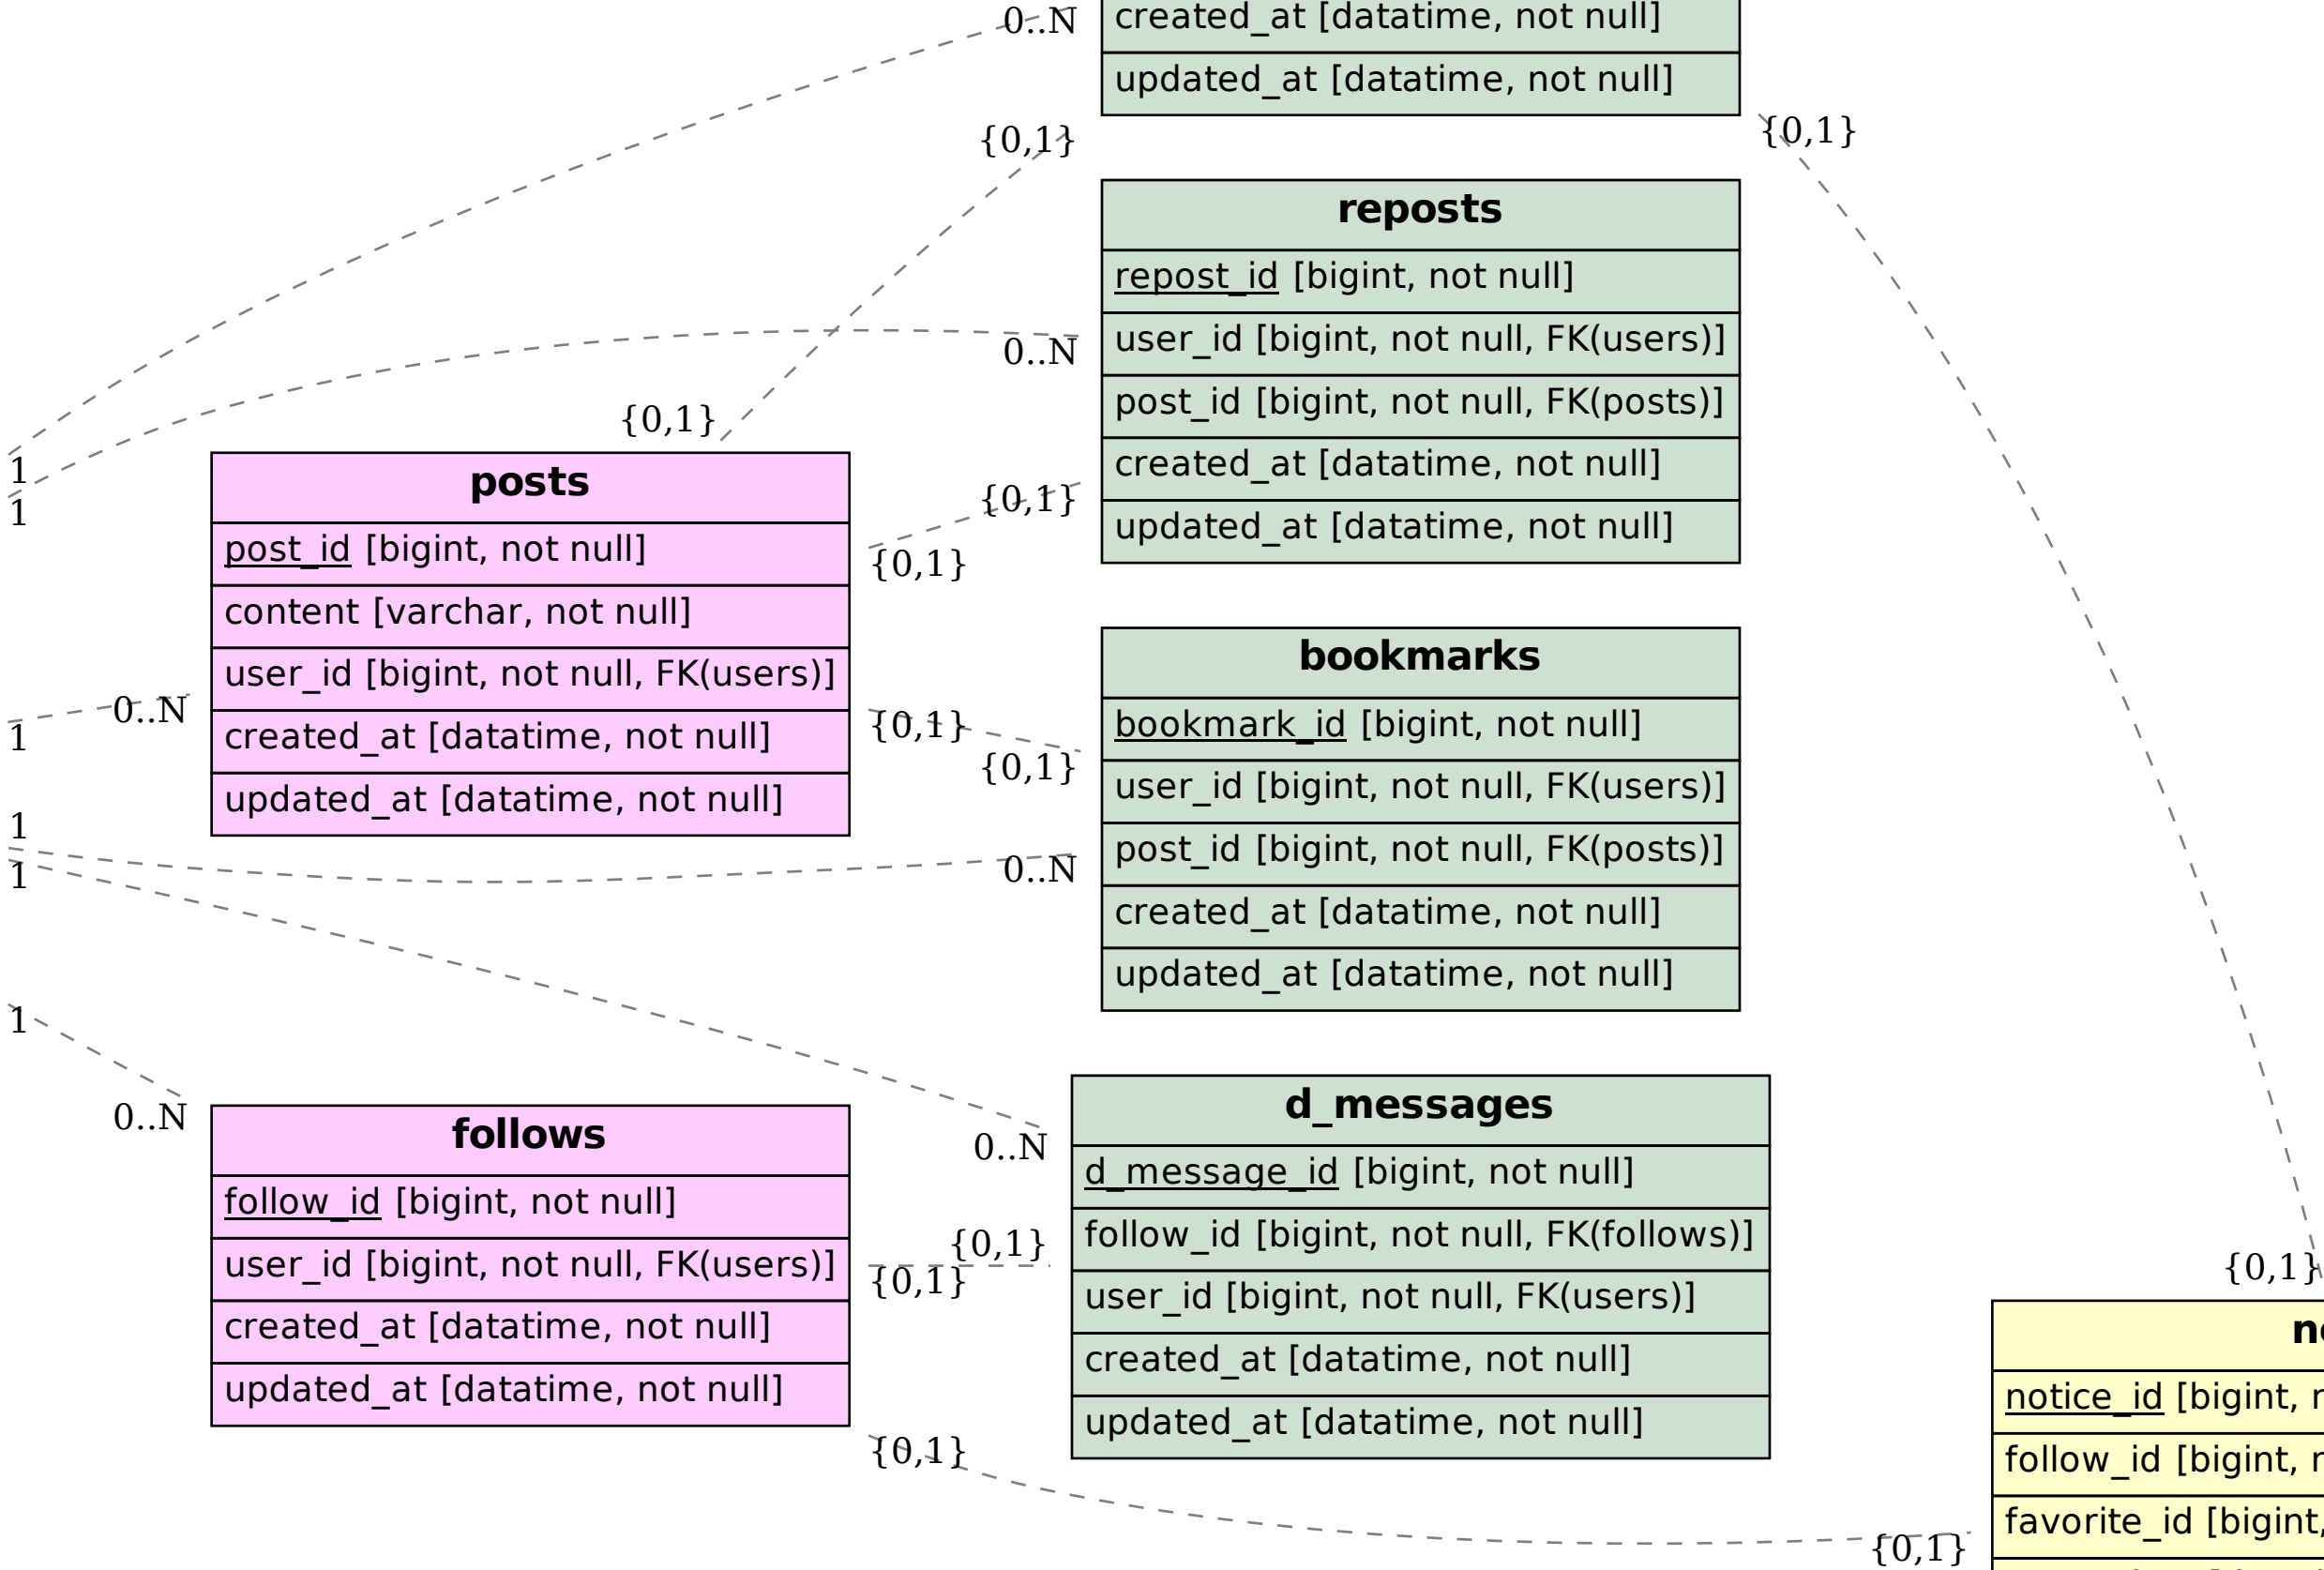 0..N
created_at [datatime, not null]
updated_at [datatime, not null]
{0,1}
{0,1}
reposts
repost_id [bigint, not null]
user_id [bigint, not null, FK(users)]
post_id [bigint, not null, FK(posts)]
created_at [datatime, not null]
updated_at [datatime, not null]
0..N
{0,1}
1
1
{0,1}
posts
post_id [bigint, not null]
content [varchar, not null]
user_id [bigint, not null, FK(users)]
created_at [datatime, not null]
updated_at [datatime, not null]
{0,1}
{0,1}
{0,1}
0..N
1
1
1
0..N
bookmarks
bookmark_id [bigint, not null]
user_id [bigint, not null, FK(users)]
post_id [bigint, not null, FK(posts)]
created_at [datatime, not null]
updated_at [datatime, not null]
1
0..N
follows
follow_id [bigint, not null]
user_id [bigint, not null, FK(users)]
created_at [datatime, not null]
updated_at [datatime, not null]
0..N
{0,1}
{0,1}
d_messages
d_message_id [bigint, not null]
follow_id [bigint, not null, FK(follows)]
user_id [bigint, not null, FK(users)]
created_at [datatime, not null]
updated_at [datatime, not null]
{0,1}
{0,1}
{0,1}
notice_id [bigint,
follow_id [bigint,
favorite_id [bigint,